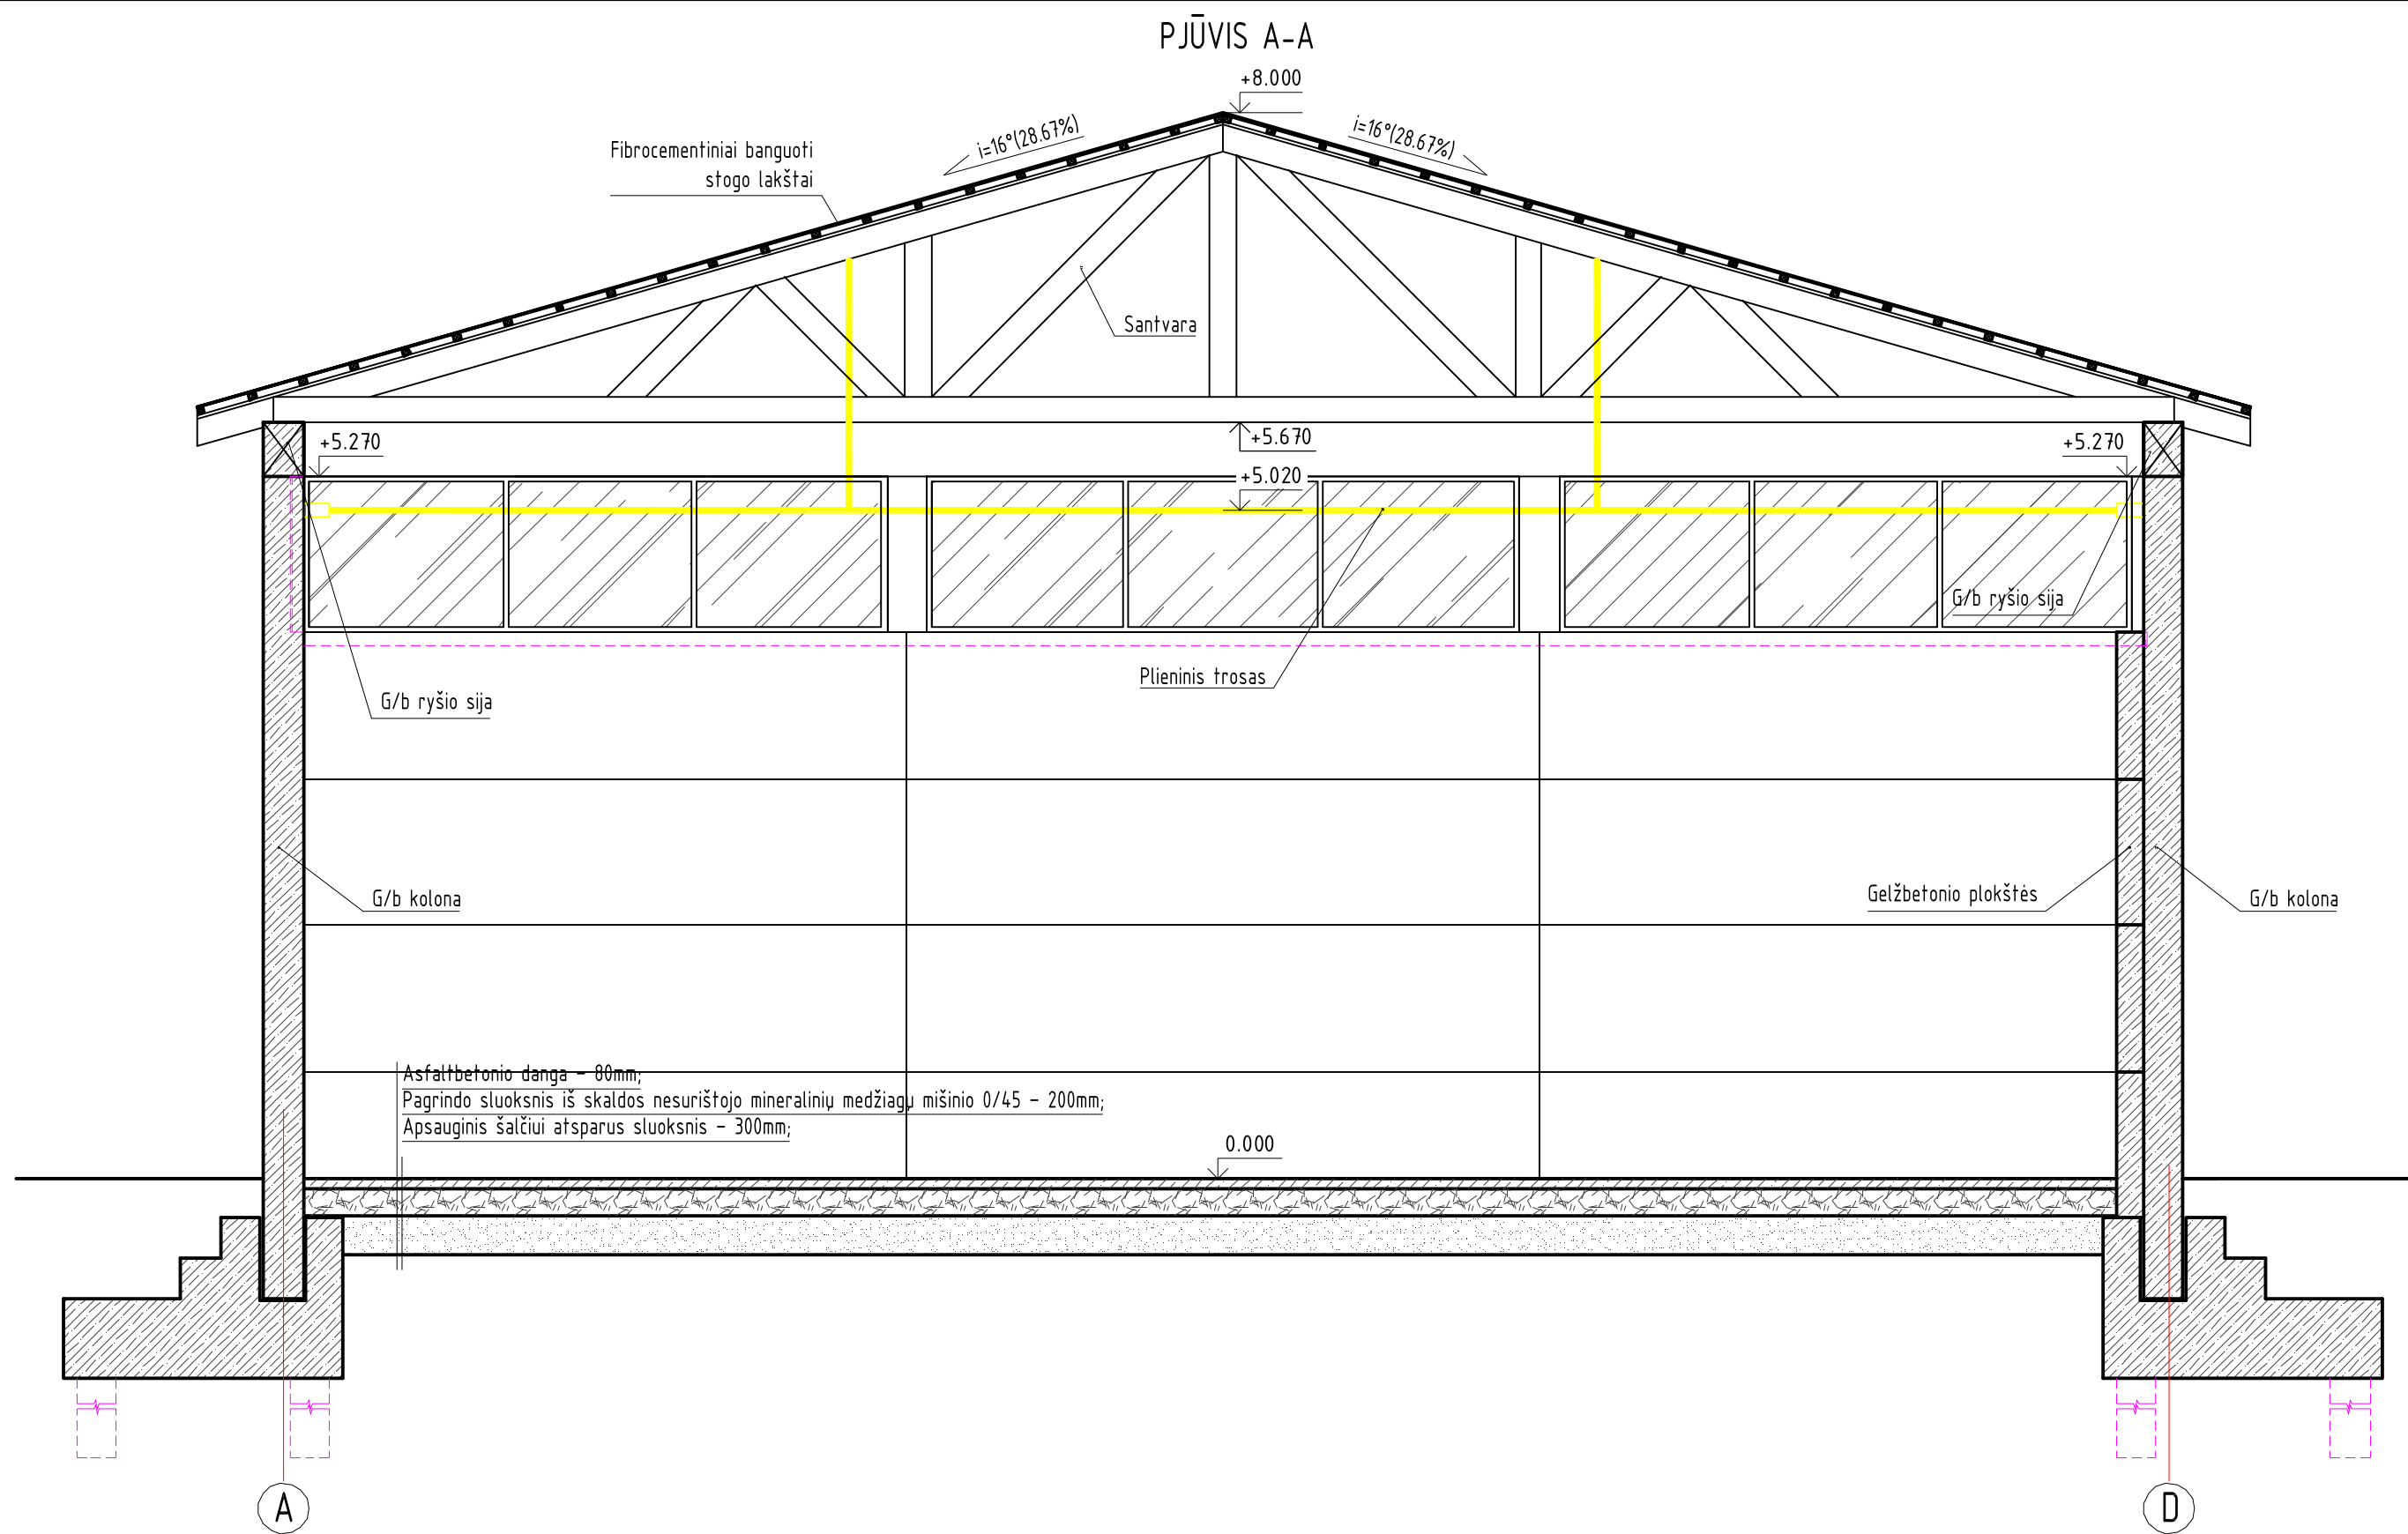 PJŪVIS A-A
+8.000
i=16°(28.67%)
i=16°(28.67%)
Fibrocementiniai banguoti
stogo lakštai
Santvara
+5.270
+5.670
+5.270
+5.020
G/b ryšio sija
Plieninis trosas
G/b ryšio sija
G/b kolona
Gelžbetonio plokštės
G/b kolona
Asfaltbetonio danga - 80mm;
Pagrindo sluoksnis iš skaldos nesurištojo mineralinių medžiagų mišinio 0/45 - 200mm;
Apsauginis šalčiui atsparus sluoksnis - 300mm;
0.000
A
D